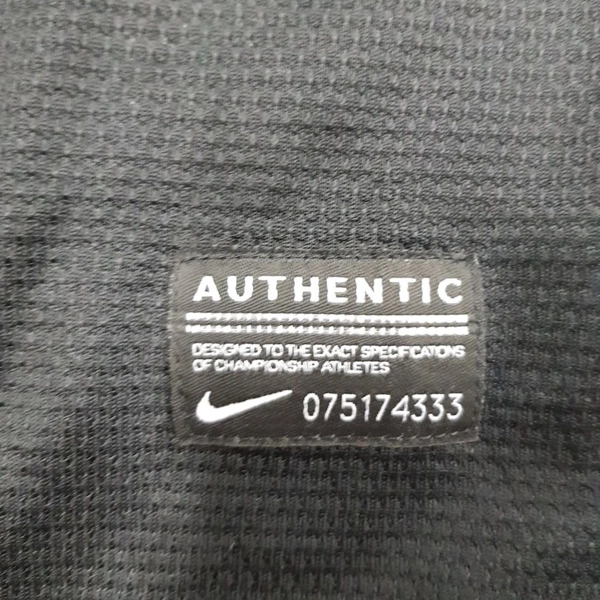 AUTHENTIC
DESIGNED TO THE EXACT SPECIFICATIONS
OF CHAMPIONSHIP ATHLETES
075174333